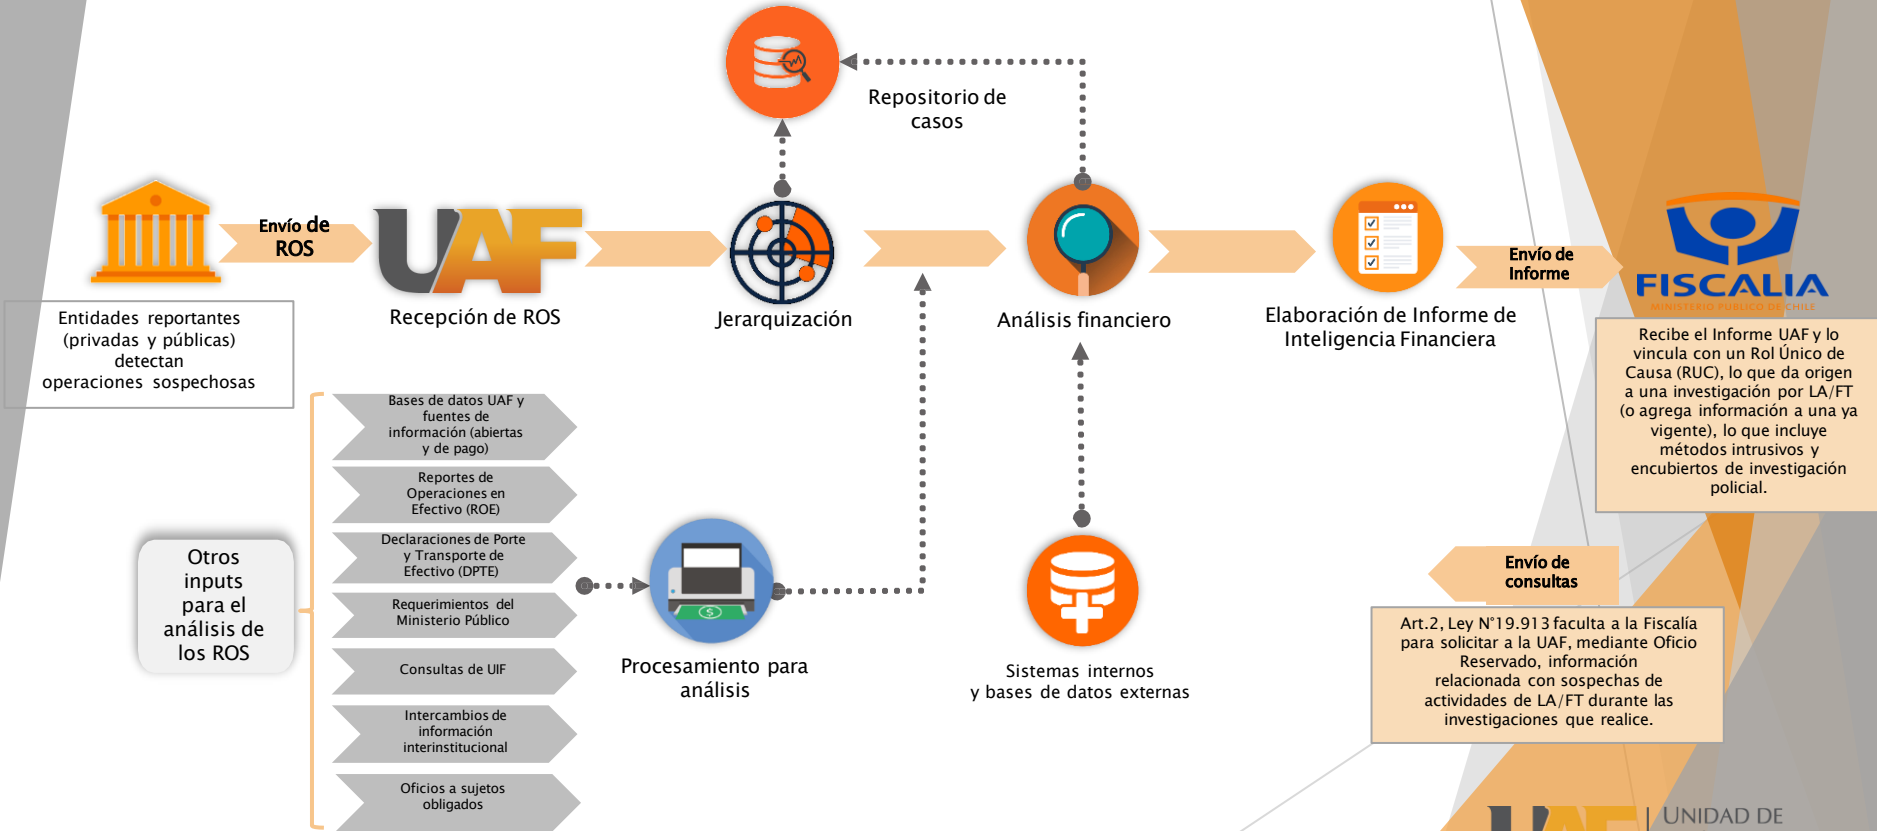 Repositorio de
casos
Envío de
ROS
UAF
Recepción de ROS
Jerarquización
Análisis financiero
Elaboración de Informe de
Inteligencia Financiera
Envío de
Informe
FISCALIA
MINISTERIO PÚBLICO DE CHILE
Entidades reportantes
(privadas y públicas)
detectan
operaciones sospechosas
Recibe el Informe UAF y lo
vincula con un Rol Único de
Causa (RUC), lo que da origen
a una investigación por LA/FT
(o agrega información a una ya
vigente), lo que incluye
métodos intrusivos y
encubiertos de investigación
policial.
Otros
inputs
para el
análisis de
los ROS
Bases de datos UAF y
fuentes de
información (abiertas
y de pago)
Reportes de
Operaciones en
Efectivo (ROE)
Declaraciones de Porte
y Transporte de
Efectivo (DPTE)
Requerimientos del
Ministerio Público
Consultas de UIF
Intercambios de
información
interinstitucional
Oficios a sujetos
obligados
$
Procesamiento para
análisis
Sistemas internos
y bases de datos externas
Envío de
consultas
Art.2, Ley N°19.913 faculta a la Fiscalía
para solicitar a la UAF, mediante Oficio
Reservado, información
relacionada con sospechas de
actividades de LA/FT durante las
investigaciones que realice.
UAF
UNIDAD DE